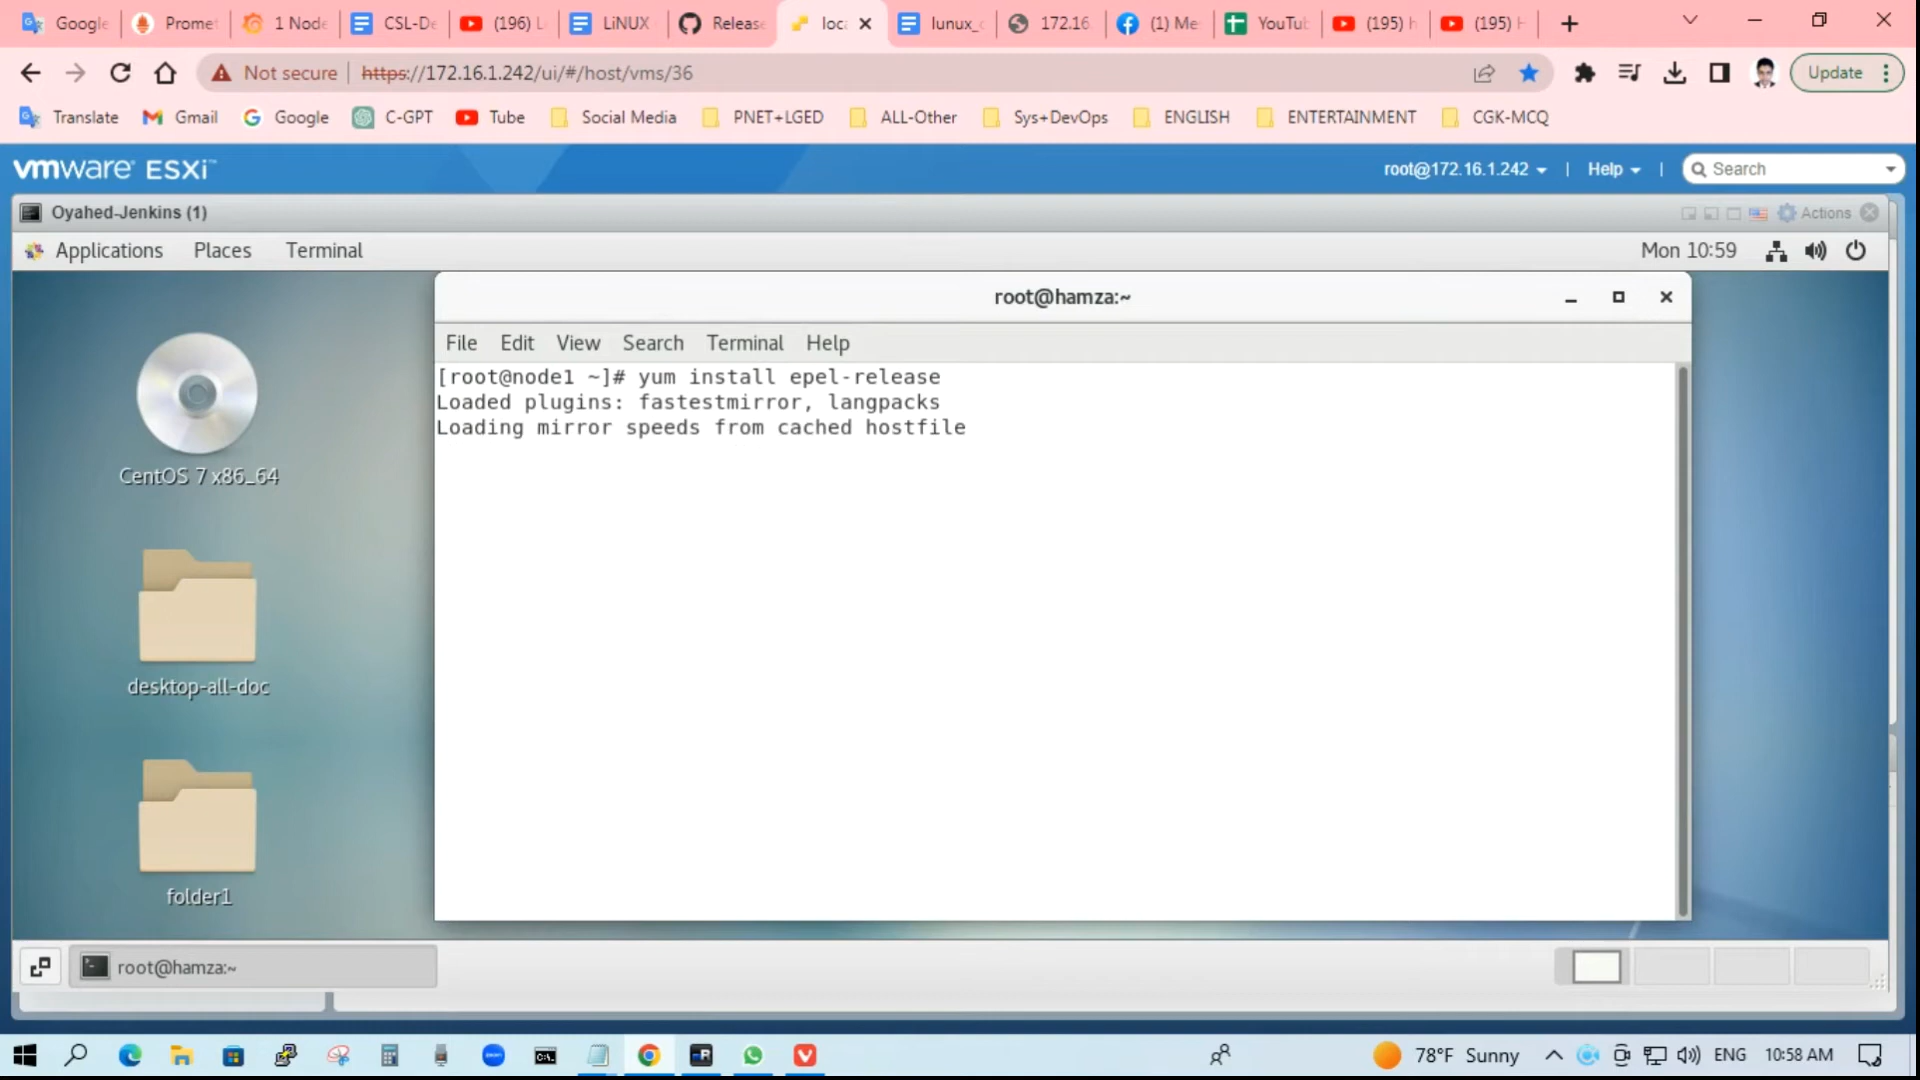 Google
Promet
1 Node
CSL-De
(196) L
LiNUX
Release
loca
lunux_c
172.16.
(1) Me
YouTub
(195) h
(195) H
Not secure
https://172.16.1.242/ui/#/host/vms/36
Update
Translate
Gmail
Google
C-GPT
Tube
Social Media
PNET+LGED
ALL-Other
Sys+DevOps
ENGLISH
ENTERTAINMENT
CGK-MCQ
vmware ESXi™
root@172.16.1.242
Help
Search
Oyahed-Jenkins (1)
Actions
Applications
Places
Terminal
Mon 10:59
root@hamza:~
File Edit View Search Terminal Help
[root@node1 ~]# yum install epel-release
Loaded plugins: fastestmirror, langpacks
Loading mirror speeds from cached hostfile
CentOS 7 x86_64
desktop-all-doc
folder1
root@hamza:~
78°F Sunny
ENG
10:58 AM